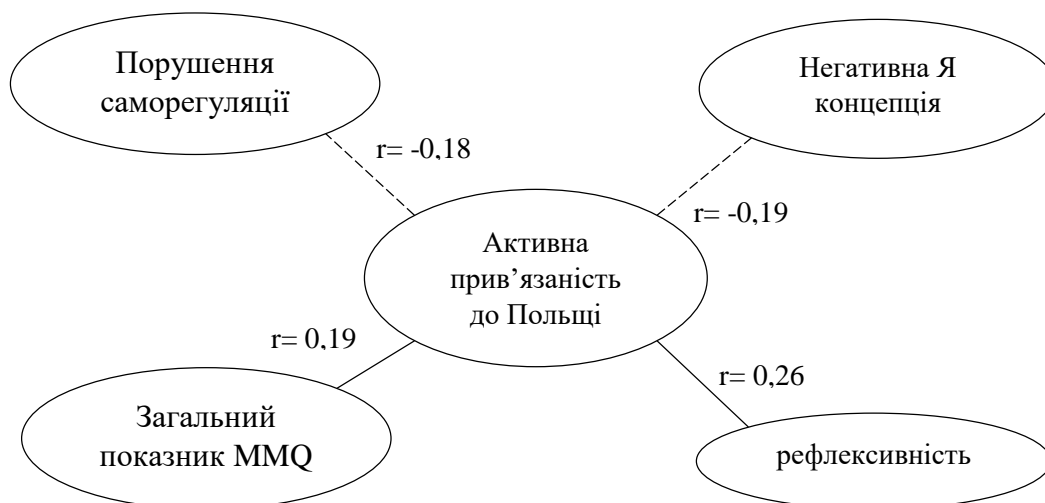 Порушення
саморегуляції
Негативна Я
концепція
r= -0,18
r= -0,19
Активна
прив’язаність
до Польщі
r= 0,19
r= 0,26
Загальний
показник MMQ
рефлексивність